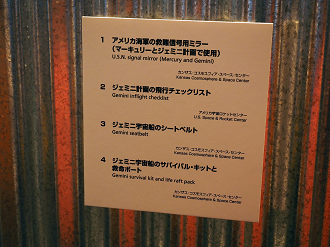 1 アメリカ海軍の救難信号用ミラー
（マーキュリーとジェミニ計画で使用）
U.S.N. signal mirror (Mercury and Gemini)
カンザス・コスモスフィア・スペース・センター
Kansas Cosmosphere & Space Center
2 ジェミニ計画の飛行チェックリスト
Gemini inflight checklist
アメリカ宇宙ロケットセンター
U.S. Space & Rocket Center
3 ジェミニ宇宙船のシートベルト
Gemini seatbelt
カンザス・コスモスフィア・スペース・センター
Kansas Cosmosphere & Space Center
4 ジェミニ宇宙船のサバイバル・キットと
救命ボート
Gemini survival kit and life raft pack
カンザス・コスモスフィア・スペース・センター
Kansas Cosmosphere & Space Center